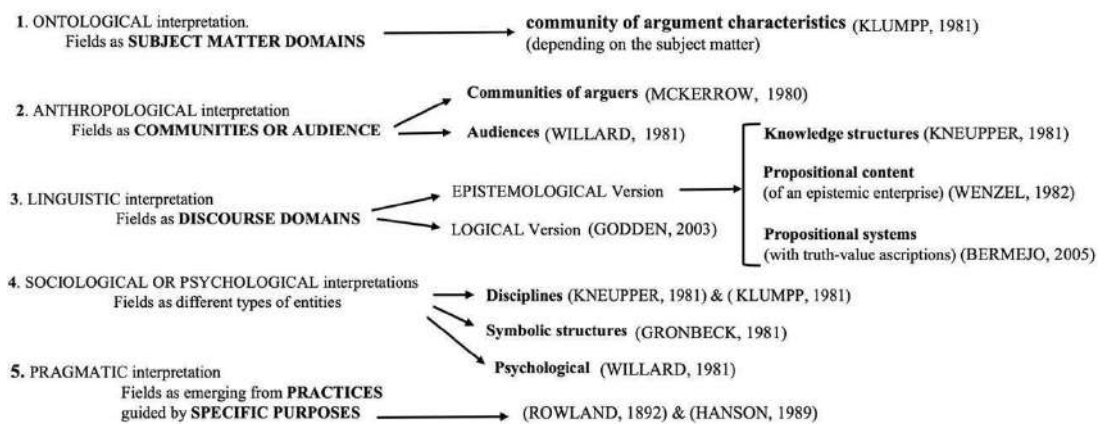 1. ONTOLOGICAL interpretation.
Fields as SUBJECT MATTER DOMAINS
community of argument characteristics (KLUMPP, 1981)
(depending on the subject matter)
2. ANTHROPOLOGICAL interpretation
Fields as COMMUNITIES OR AUDIENCE
Communities of arguers (MCKERROW, 1980)
Audiences (WILLARD, 1981)
3. LINGUISTIC interpretation
Fields as DISCOURSE DOMAINS
EPISTEMOLOGICAL Version
LOGICAL Version (GODDEN, 2003)
Knowledge structures (KNEUPPER, 1981)
Propositional content
(of an epistemic enterprise) (WENZEL, 1982)
Propositional systems
(with truth-value ascriptions) (BERMEJO, 2005)
4. SOCIOLOGICAL OR PSYCHOLOGICAL interpretations
Fields as different types of entities
Disciplines (KNEUPPER, 1981) & ( KLUMPP, 1981)
Symbolic structures (GRONBECK, 1981)
Psychological (WILLARD, 1981)
5. PRAGMATIC interpretation
Fields as emerging from PRACTICES
guided by SPECIFIC PURPOSES
(ROWLAND, 1892) & (HANSON, 1989)